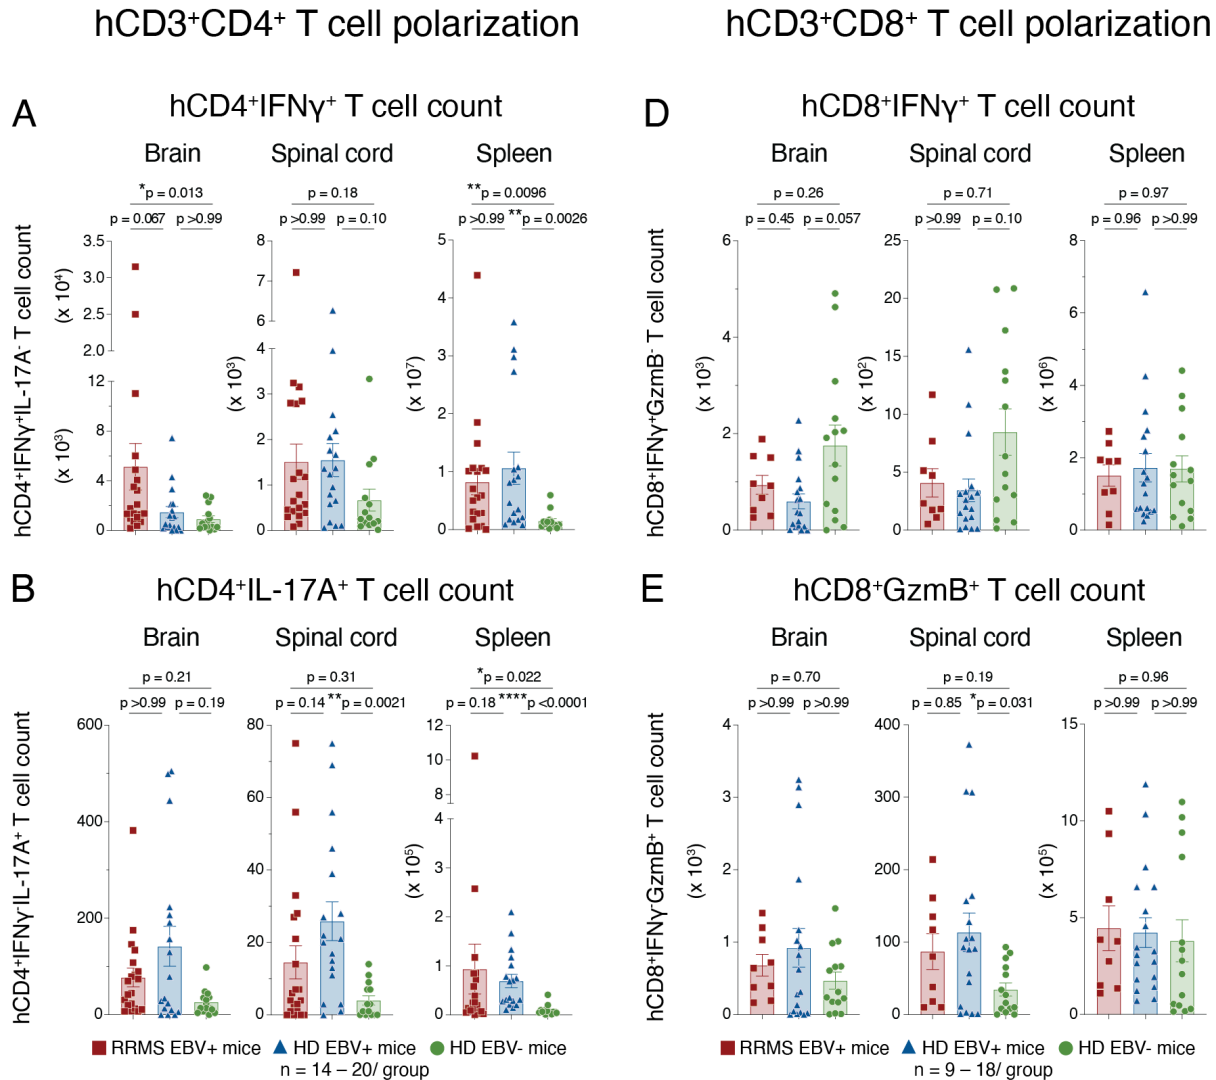 hCD3⁺CD4⁺ T cell polarization
hCD3⁺CD8⁺ T cell polarization
A
hCD4⁺IFNγ⁺ T cell count
Brain
Spinal cord
Spleen
*p = 0.013
p = 0.067
p >0.99
p = 0.18
p >0.99
p = 0.10
**p = 0.0096
p >0.99
**p = 0.0026
hCD4⁺IFNγ⁺IL-17A⁻ T cell count
(x 10⁴)
(x 10³)
3.5
3.0
2.5
2.0
12
8
4
0
(x 10³)
8
7
6
4
3
2
1
0
(x 10⁷)
5
4
2
1
0
D
hCD8⁺IFNγ⁺ T cell count
Brain
Spinal cord
Spleen
p = 0.26
p = 0.45
p = 0.057
p = 0.71
p >0.99
p = 0.10
p = 0.97
p = 0.96
p >0.99
hCD8⁺IFNγ⁺GzmB⁻ T cell count
(x 10³)
6
4
2
0
(x 10²)
25
20
15
10
5
0
(x 10⁶)
8
6
4
2
0
B
hCD4⁺IL-17A⁺ T cell count
Brain
Spinal cord
Spleen
p = 0.21
p >0.99
p = 0.19
p = 0.31
p = 0.14
**p = 0.0021
*p = 0.022
p = 0.18
****p <0.0001
hCD4⁺IFNγ⁻IL-17A⁺ T cell count
600
400
200
0
80
60
40
20
0
(x 10⁵)
12
10
8
4
3
2
1
0
E
hCD8⁺GzmB⁺ T cell count
Brain
Spinal cord
Spleen
p = 0.70
p >0.99
p >0.99
p = 0.19
p = 0.85
*p = 0.031
p = 0.96
p >0.99
p >0.99
hCD8⁺IFNγ⁻GzmB⁺ T cell count
(x 10³)
4
3
2
1
0
400
300
200
100
0
(x 10⁵)
15
10
5
0
RRMS EBV+ mice HD EBV+ mice HD EBV- mice
n = 14 – 20/ group
RRMS EBV+ mice HD EBV+ mice HD EBV- mice
n = 9 – 18/ group